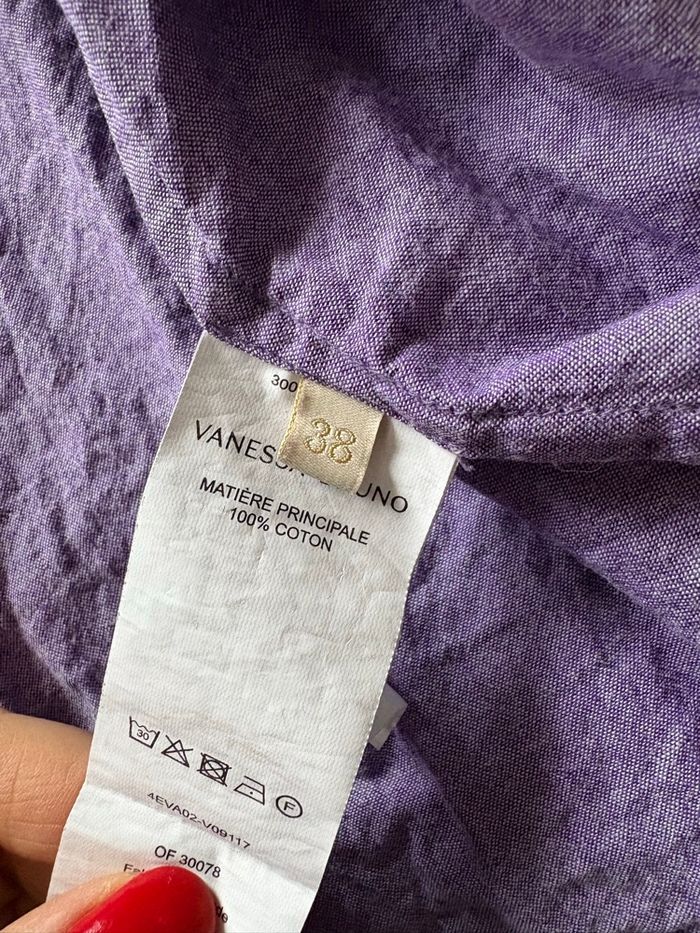 300
38
VANESS UNO
MATIÈRE PRINCIPALE
100% COTON
30
F
4EVA02-V09117
OF 30078